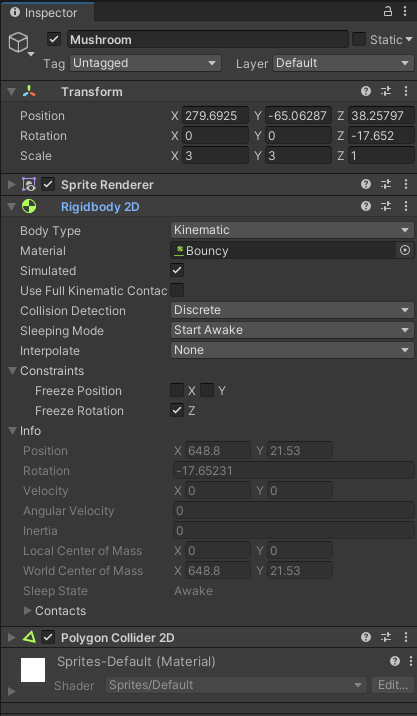 Inspector
Mushroom Static
Tag Untagged Layer Default
Transform
Position X 279.6925 Y -65.06287 Z 38.25797
Rotation X 0 Y 0 Z -17.652
Scale X 3 Y 3 Z 1
Sprite Renderer
Rigidbody 2D
Body Type Kinematic
Material Bouncy
Simulated
Use Full Kinematic Contac
Collision Detection Discrete
Sleeping Mode Start Awake
Interpolate None
Constraints
Freeze Position X Y
Freeze Rotation Z
Info
Position X 648.8 Y 21.53
Rotation -17.65231
Velocity X 0 Y 0
Angular Velocity 0
Inertia 0
Local Center of Mass X 0 Y 0
World Center of Mass X 648.8 Y 21.53
Sleep State Awake
Contacts
Polygon Collider 2D
Sprites-Default (Material)
Shader Sprites/Default Edit...